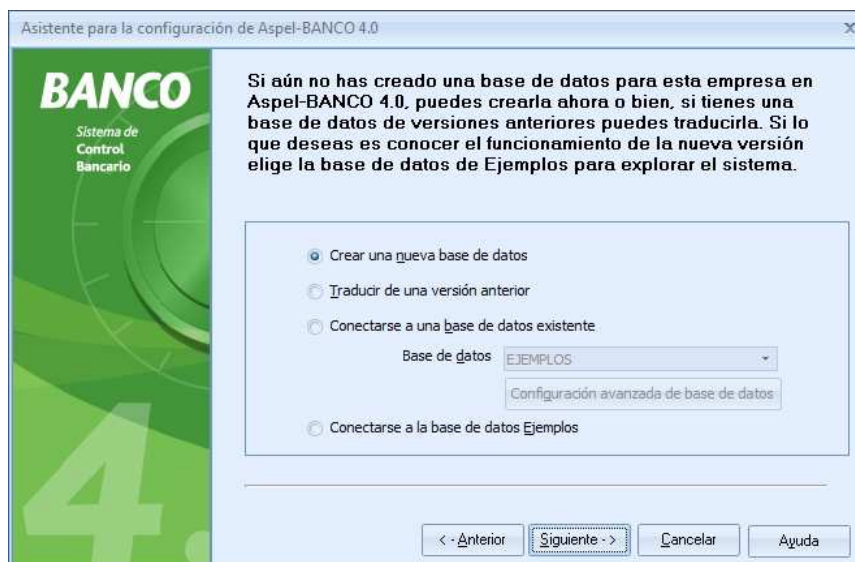 Asistente para la configuración de Aspel-BANCO 4.0
x
BANCO
Sistema de
Control
Bancario
4.
Si aún no has creado una base de datos para esta empresa en
Aspel-BANCO 4.0, puedes crearla ahora o bien, si tienes una
base de datos de versiones anteriores puedes traducirla. Si lo
que deseas es conocer el funcionamiento de la nueva versión
elige la base de datos de Ejemplos para explorar el sistema.
Crear una nueva base de datos
Traducir de una versión anterior
Conectarse a una base de datos existente
Base de datos EJEMPLOS
Configuración avanzada de base de datos
Conectarse a la base de datos Ejemplos
< - Anterior Siguiente - > Cancelar Ayuda